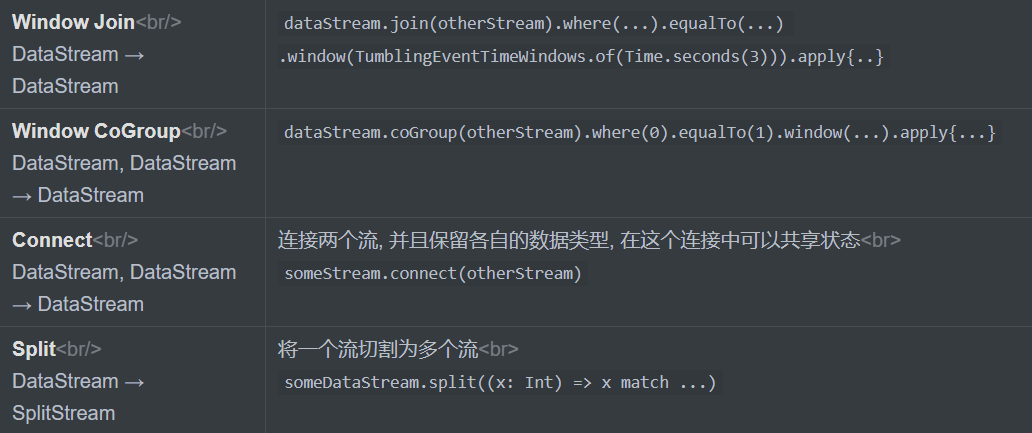 Window Join<br/>
DataStream →
DataStream
dataStream.join(otherStream).where(...).equalTo(...)
.window(TumblingEventTimeWindows.of(Time.seconds(3))).apply{..}
Window CoGroup<br/>
DataStream, DataStream
→ DataStream
dataStream.coGroup(otherStream).where(0).equalTo(1).window(...).apply{...}
Connect<br/>
DataStream, DataStream
→ DataStream
连接两个流, 并且保留各自的数据类型, 在这个连接中可以共享状态<br>
someStream.connect(otherStream)
Split<br/>
DataStream →
SplitStream
将一个流切割为多个流<br>
someDataStream.split((x: Int) => x match ...)